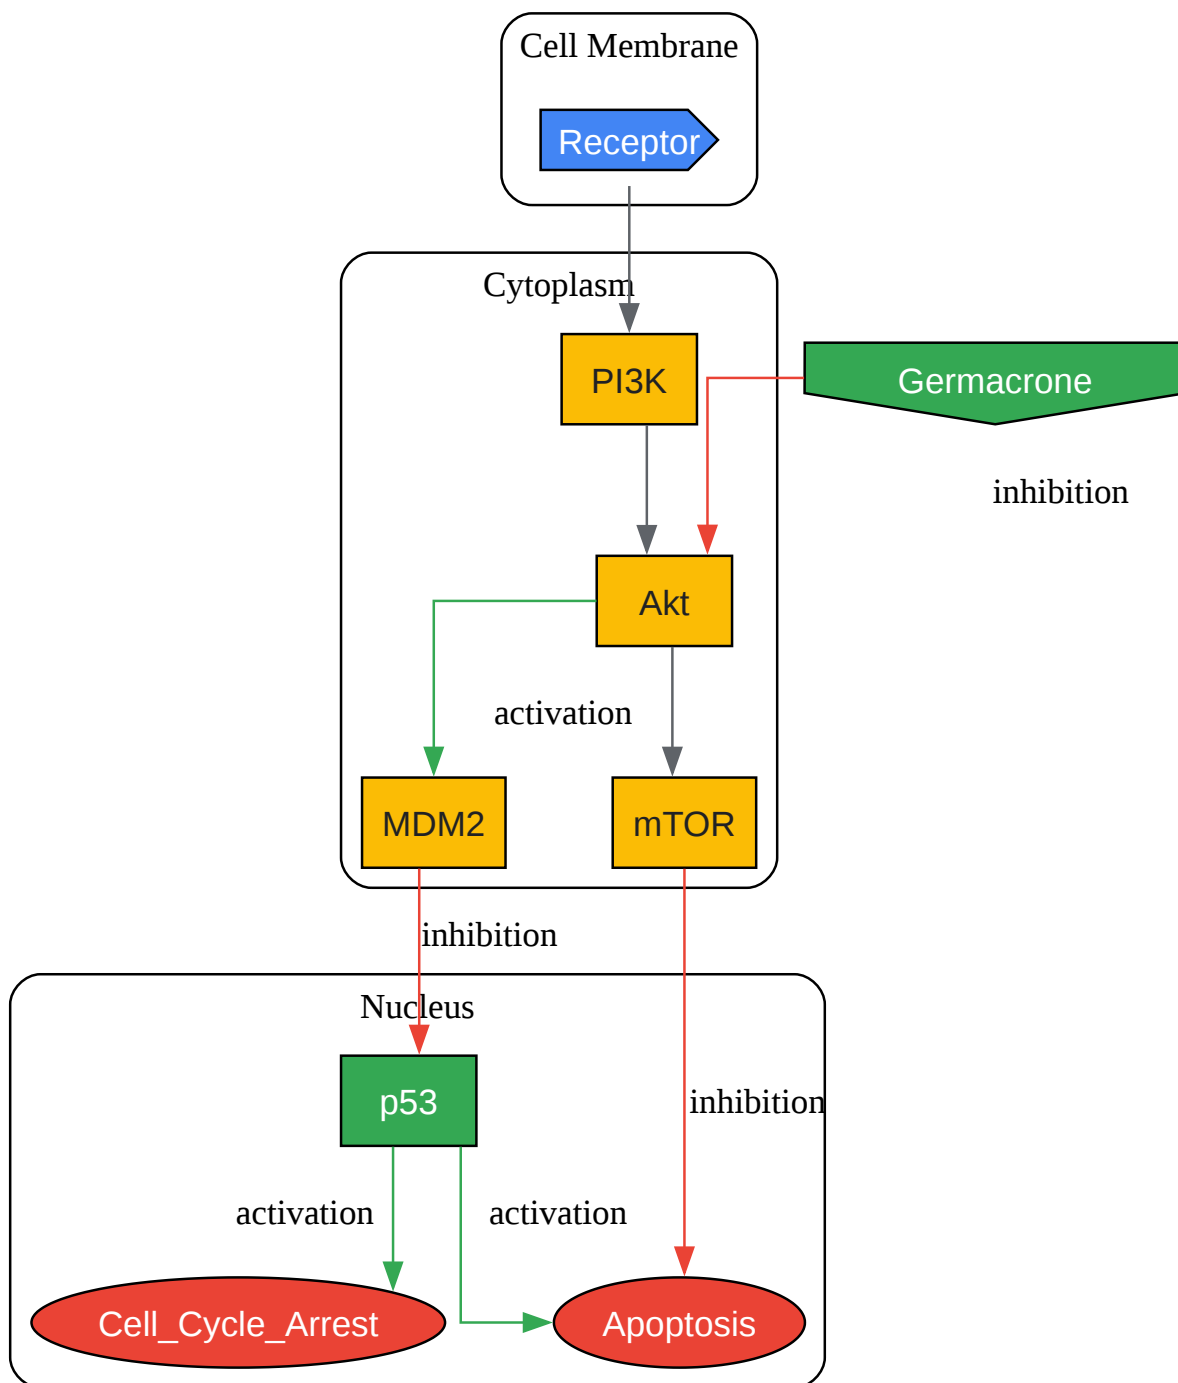 Cell Membrane
Receptor
Cytoplasm
PI3K
Germacrone
inhibition
Akt
activation
MDM2
mTOR
inhibition
Nucleus
p53
inhibition
activation
activation
Cell_Cycle_Arrest
Apoptosis